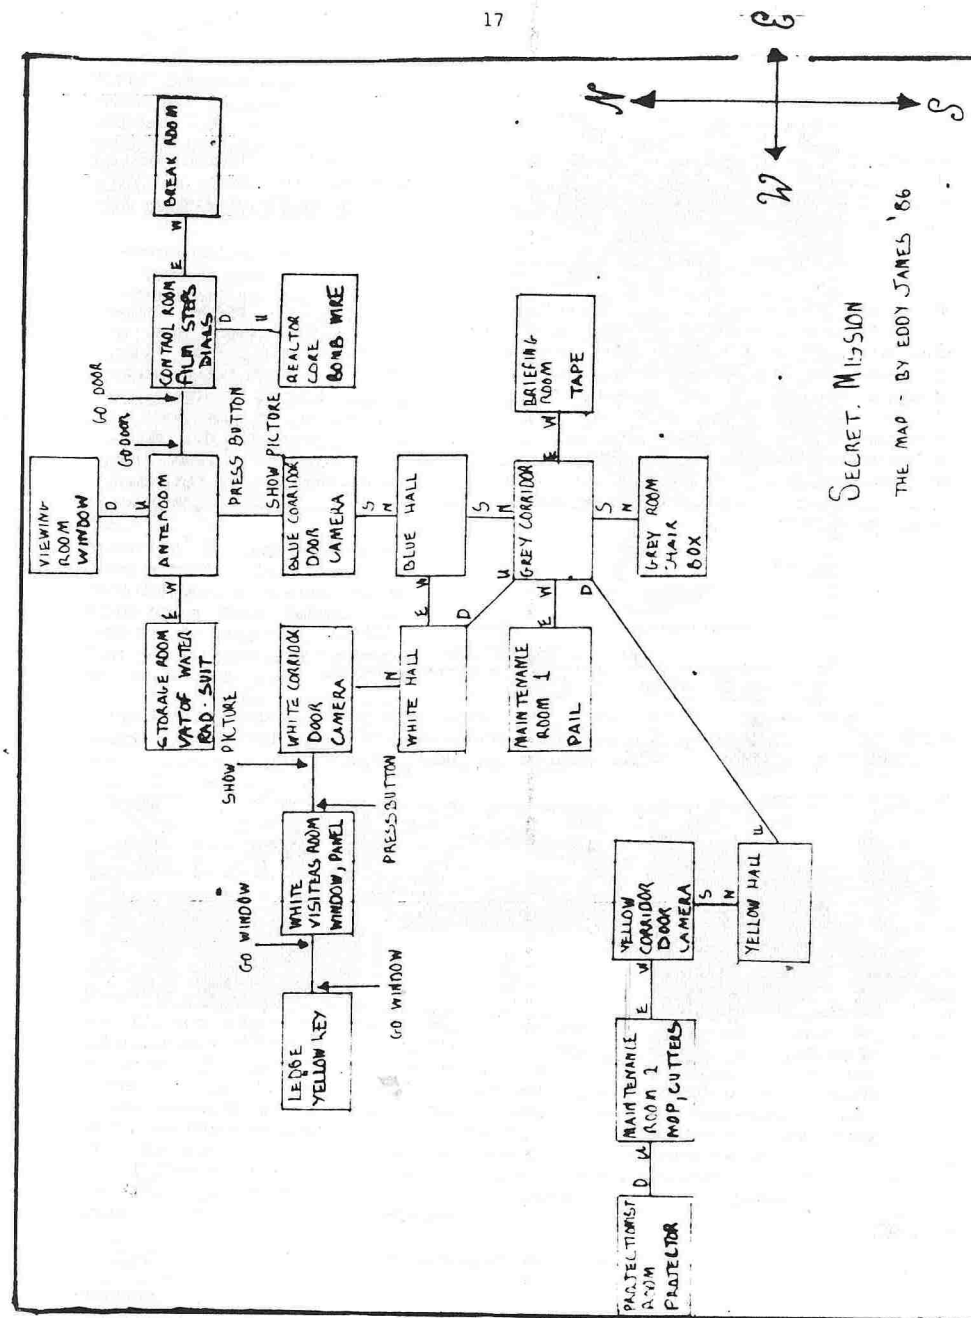 17
VIEWING
ROOM
WINDOW
D
U
STORAGE ROOM
VAT OF WATER
RAD. SUIT
E
W
ANTEROOM
GO DOOR
GO DOOR
CONTROL ROOM
FILM STEPS
DIALS
E
W
BREAK ROOM
PRESS BUTTON
D
U
REACTOR
CORE
BOMB WIRE
SHOW PICTURE
BLUE CORRIDOR
DOOR
CAMERA
SHOW PICTURE
WHITE CORRIDOR
DOOR
CAMERA
GO WINDOW
WHITE
VISITERS ROOM
WINDOW, PANEL
PRESS BUTTON
LEDGE
YELLOW KEY
GO WINDOW
N
S
N
WHITE HALL
E
W
BLUE HALL
D
S
N
U
GREY CORRIDOR
E
W
BRIEFING
ROOM
TAPE
MAINTENANCE
ROOM 1
PAIL
E
W
D
S
N
GREY ROOM
CHAIR
BOX
PROJECTIONIST
ROOM
PROJECTOR
D
U
MAINTENANCE
ROOM 2
MOP, CUTTERS
E
W
YELLOW
CORRIDOR
DOOR
CAMERA
S
N
U
YELLOW HALL
N
W
E
S
SECRET. MISSION
THE MAP - BY EDDY JAMES '86